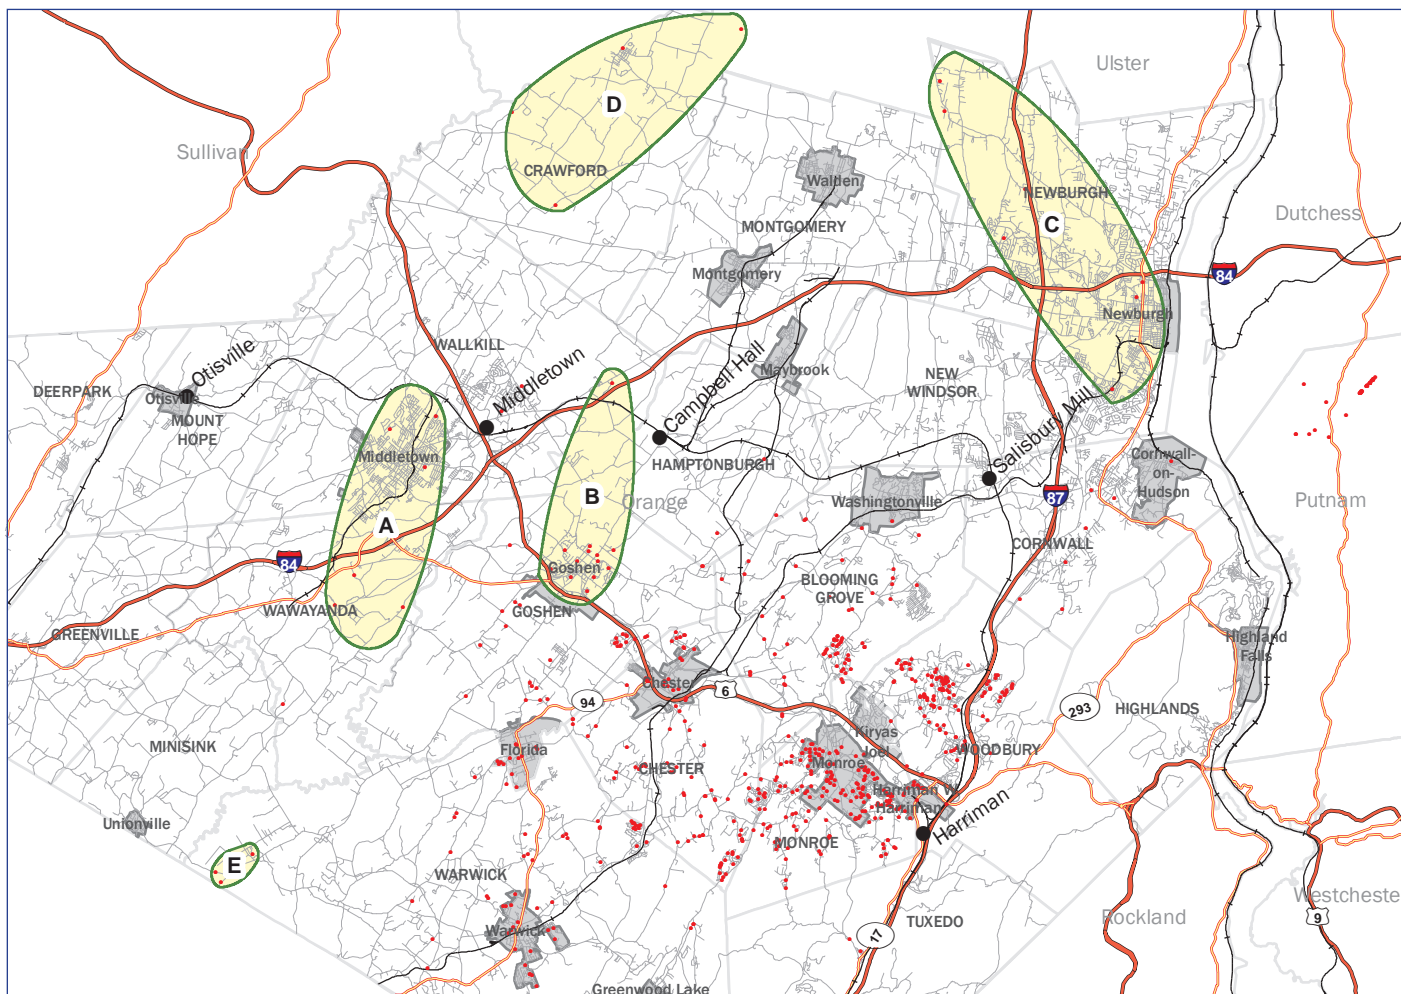 Ulster
D
Sullivan
CRAWFORD
Walden
NEWBURGH
Dutchess
C
MONTGOMERY
Montgomery
84
Newburgh
WALLKILL
Otisville
Middletown
Campbell Hall
Maybrook
NEW
WINDSOR
DEERPARK
Otisville
MOUNT
HOPE
Salisbury Mill
Middletown
HAMPTONBURGH
Cornwall-
on-
Hudson
B
Orange
Washingtonville
87
Putnam
A
CORNWALL
84
Goshen
BLOOMING
GROVE
WAWAYANDA
GOSHEN
GREENVILLE
Highland
Falls
Chester
6
94
293
HIGHLANDS
MINISINK
Florida
Kiryas
Joel
WOODBURY
CHESTER
Monroe
Harriman W
Harriman
Harriman
Unionville
MONROE
E
WARWICK
Westcheste
TUXEDO
Rockland
9
Warwick
17
Greenwood Lake